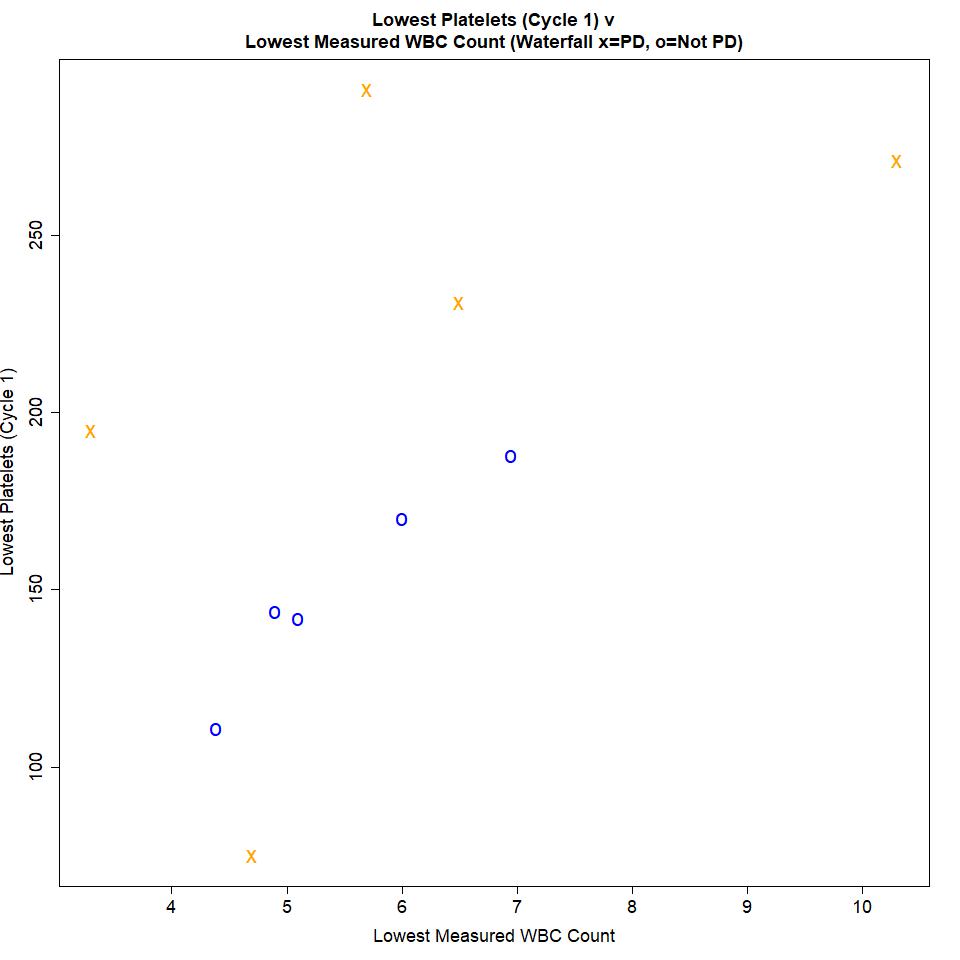 Lowest Platelets (Cycle 1) v
Lowest Measured WBC Count (Waterfall x=PD, o=Not PD)
Lowest Platelets (Cycle 1)
250
200
150
100
X
X
X
X
O
O
O
O
O
X
4 5 6 7 8 9 10
Lowest Measured WBC Count